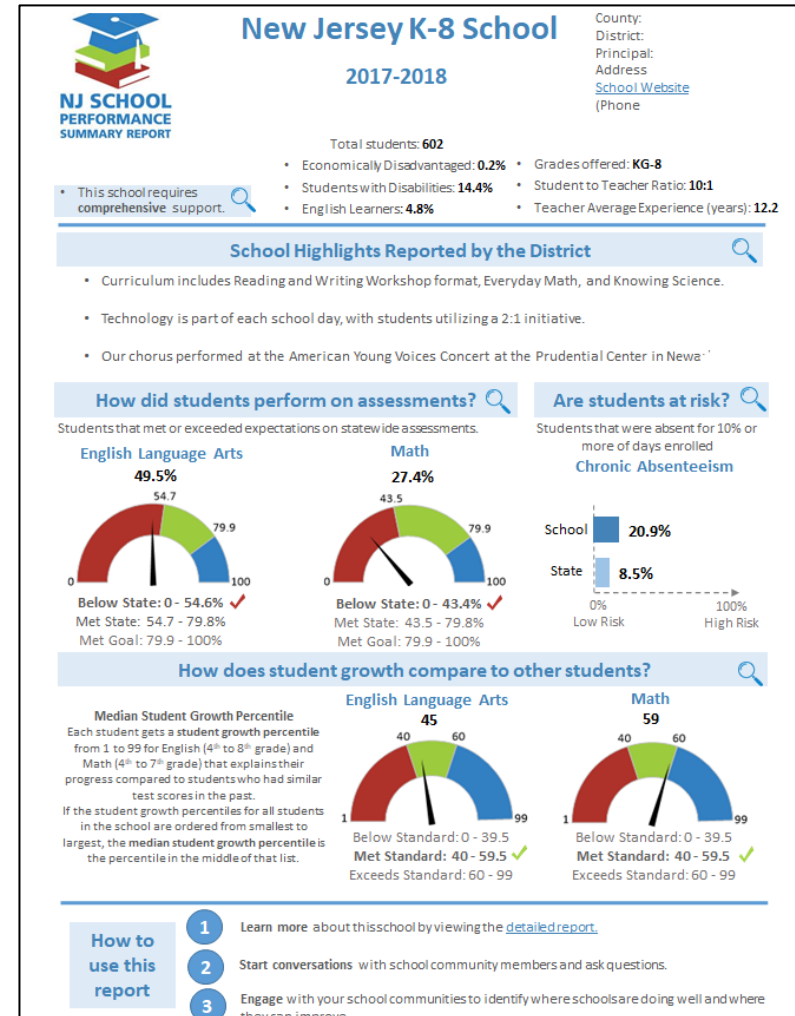 New Jersey K-8 School
2017-2018
County:
District:
Principal:
Address
School Website
(Phone
NJ SCHOOL
PERFORMANCE
SUMMARY REPORT
Total students: 602
• Economically Disadvantaged: 0.2%
• Students with Disabilities: 14.4%
• English Learners: 4.8%
• Grades offered: KG-8
• Student to Teacher Ratio: 10:1
• Teacher Average Experience (years): 12.2
• This school requires
comprehensive support.
School Highlights Reported by the District
• Curriculum includes Reading and Writing Workshop format, Everyday Math, and Knowing Science.
• Technology is part of each school day, with students utilizing a 2:1 initiative.
• Our chorus performed at the American Young Voices Concert at the Prudential Center in
How did students perform on assessments?
Students that met or exceeded expectations on statewide assessments.
English Language Arts
49.5%
54.7
79.9
0
100
Below State: 0 - 54.6%
Met State: 54.7 - 79.8%
Met Goal: 79.9 - 100%
Math
27.4%
43.5
79.9
0
100
Below State: 0 - 43.4%
Met State: 43.5 - 79.8%
Met Goal: 79.9 - 100%
Are students at risk?
Students that were absent for 10% or
more of days enrolled
Chronic Absenteeism
School 20.9%
State 8.5%
0% 100%
Low Risk High Risk
How does student growth compare to other students?
Median Student Growth Percentile
Each student gets a student growth percentile
from 1 to 99 for English (4th to 8th grade) and
Math (4th to 7th grade) that explains their
progress compared to students who had similar
test scores in the past.
If the student growth percentiles for all students
in the school are ordered from smallest to
largest, the median student growth percentile is
the percentile in the middle of that list.
English Language Arts
45
40 60
1 99
Below Standard: 0 - 39.5
Met Standard: 40 - 59.5
Exceeds Standard: 60 - 99
Math
59
40 60
1 99
Below Standard: 0 - 39.5
Met Standard: 40 - 59.5
Exceeds Standard: 60 - 99
How to
use this
report
1 Learn more about this school by viewing the detailed report.
2 Start conversations with school community members and ask questions.
3 Engage with your school communities to identify where schools are doing well and where
they can improve